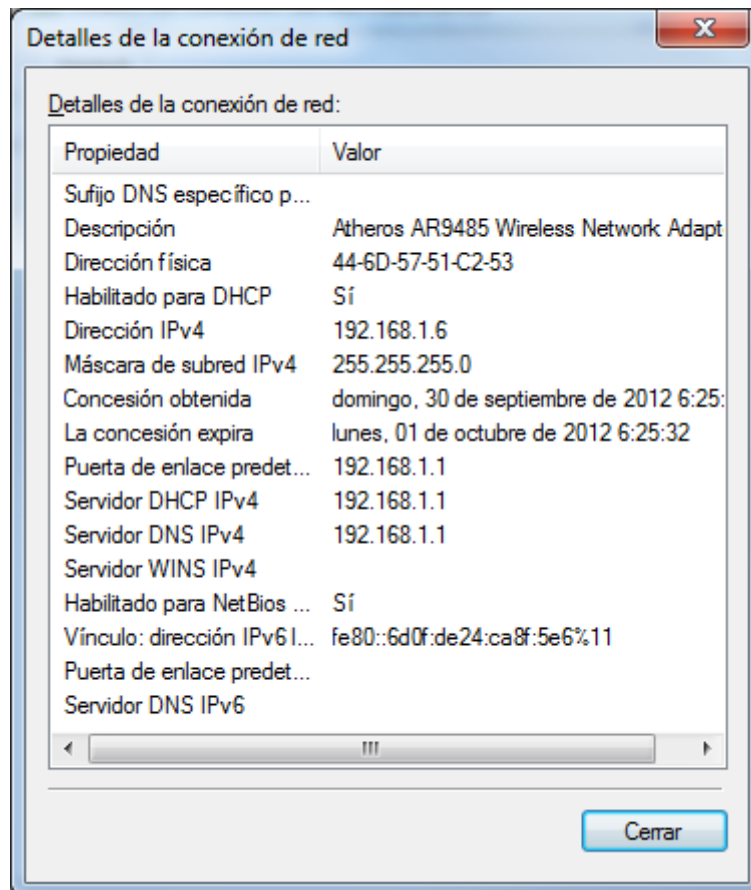 Detalles de la conexión de red
Detalles de la conexión de red:
Propiedad Valor
Sufijo DNS específico p...
Descripción Atheros AR9485 Wireless Network Adapt
Dirección física 44-6D-57-51-C2-53
Habilitado para DHCP Sí
Dirección IPv4 192.168.1.6
Máscara de subred IPv4 255.255.255.0
Concesión obtenida domingo, 30 de septiembre de 2012 6:25:
La concesión expira lunes, 01 de octubre de 2012 6:25:32
Puerta de enlace predet... 192.168.1.1
Servidor DHCP IPv4 192.168.1.1
Servidor DNS IPv4 192.168.1.1
Servidor WINS IPv4
Habilitado para NetBios ... Sí
Vínculo: dirección IPv6 l... fe80::6d0f:de24:ca8f:5e6%11
Puerta de enlace predet...
Servidor DNS IPv6
Cerrar